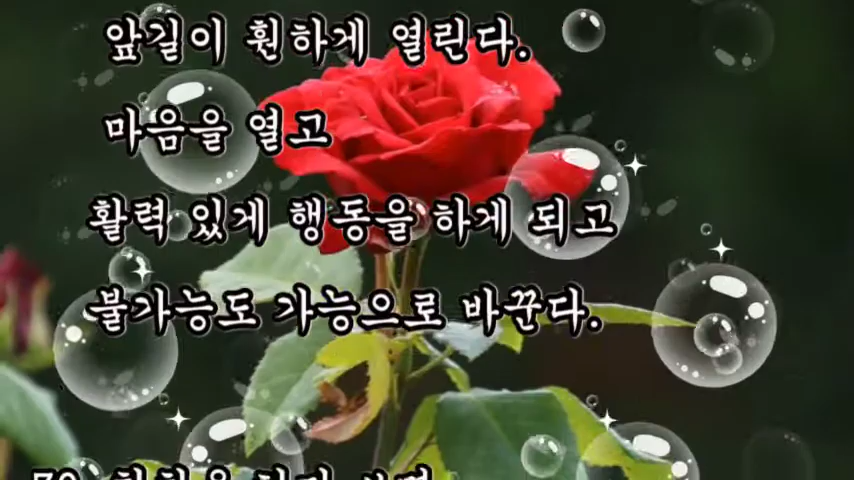 앞길이 훤하게 열린다.
마음을 열고
활력 있게 행동을 하게 되고
불가능도 가능으로 바꾼다.